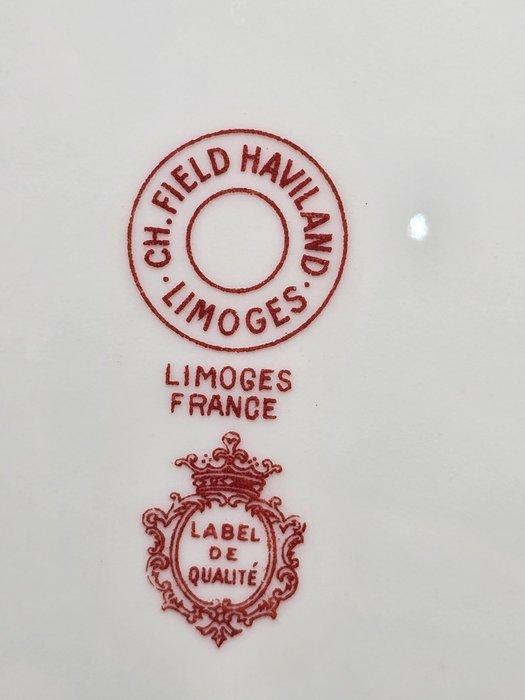 CH. FIELD HAVILAND
· LIMOGES ·
LIMOGES
FRANCE
LABEL
DE
QUALITÉ